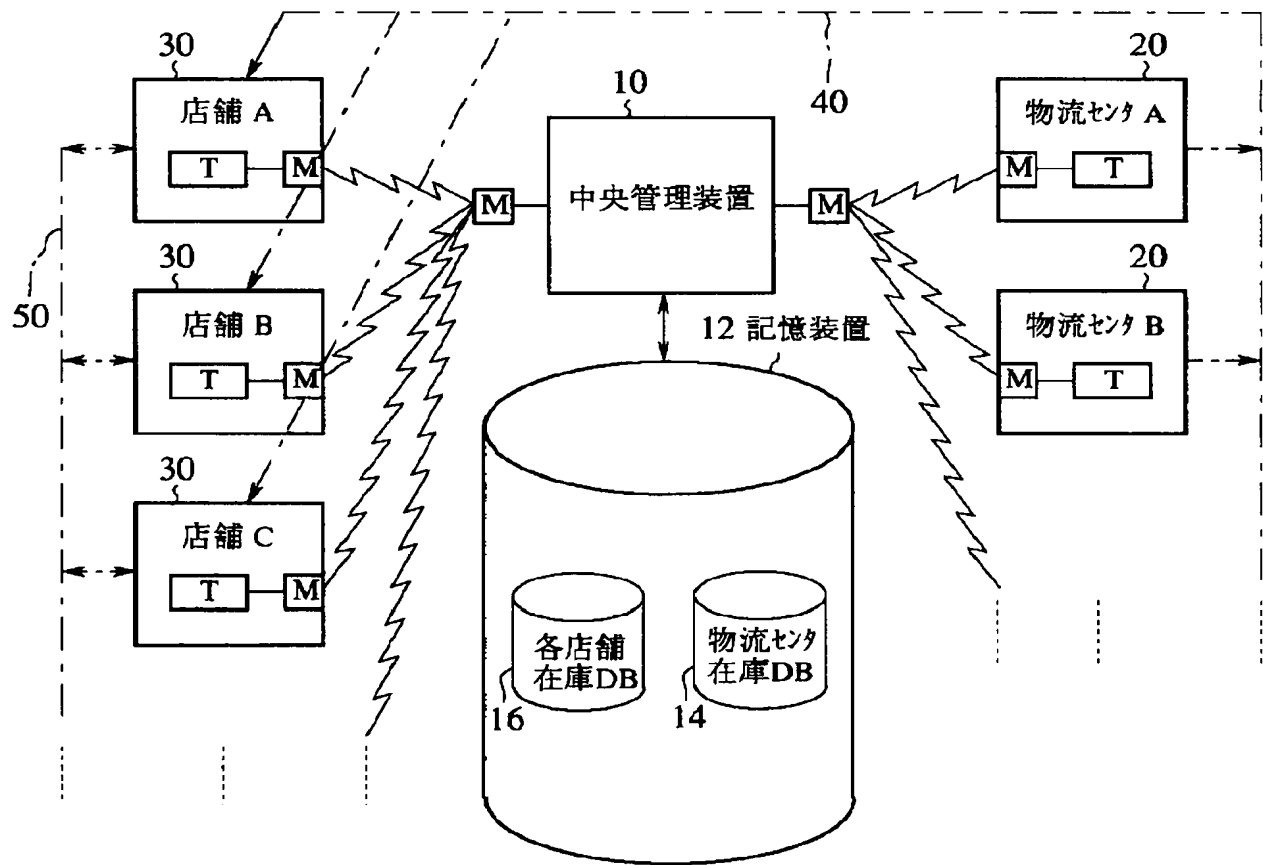 30
店舗 A
T
M
10
中央管理装置
M
M
40
20
物流センタ A
M
T
50
30
店舗 B
T
M
20
物流センタ B
M
T
12 記憶装置
30
店舗 C
T
M
各店舗
在庫DB
16
物流センタ
在庫DB
14